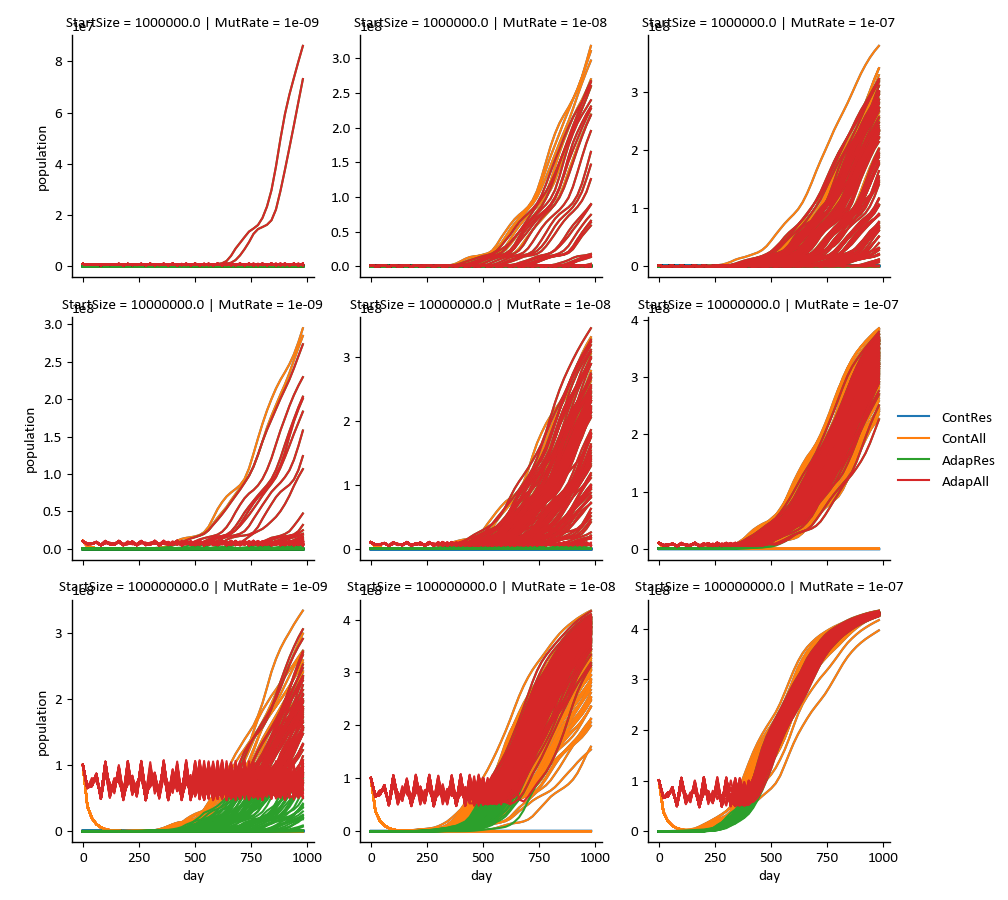 StartSize = 1000000.0 | MutRate = 1e-09
1e7
8
6
4
2
0
population
StartSize = 1000000.0 | MutRate = 1e-08
1e8
3.0
2.5
2.0
1.5
1.0
0.5
0.0
StartSize = 1000000.0 | MutRate = 1e-07
1e8
3
2
1
0
StartSize = 10000000.0 | MutRate = 1e-09
1e8
3.0
2.5
2.0
1.5
1.0
0.5
0.0
population
StartSize = 10000000.0 | MutRate = 1e-08
1e8
3
2
1
0
StartSize = 10000000.0 | MutRate = 1e-07
1e8
4
3
2
1
0
ContRes
ContAll
AdapRes
AdapAll
StartSize = 100000000.0 | MutRate = 1e-09
1e8
3
2
1
0
population
0 250 500 750 1000
day
StartSize = 100000000.0 | MutRate = 1e-08
1e8
4
3
2
1
0
0 250 500 750 1000
day
StartSize = 100000000.0 | MutRate = 1e-07
1e8
4
3
2
1
0
0 250 500 750 1000
day